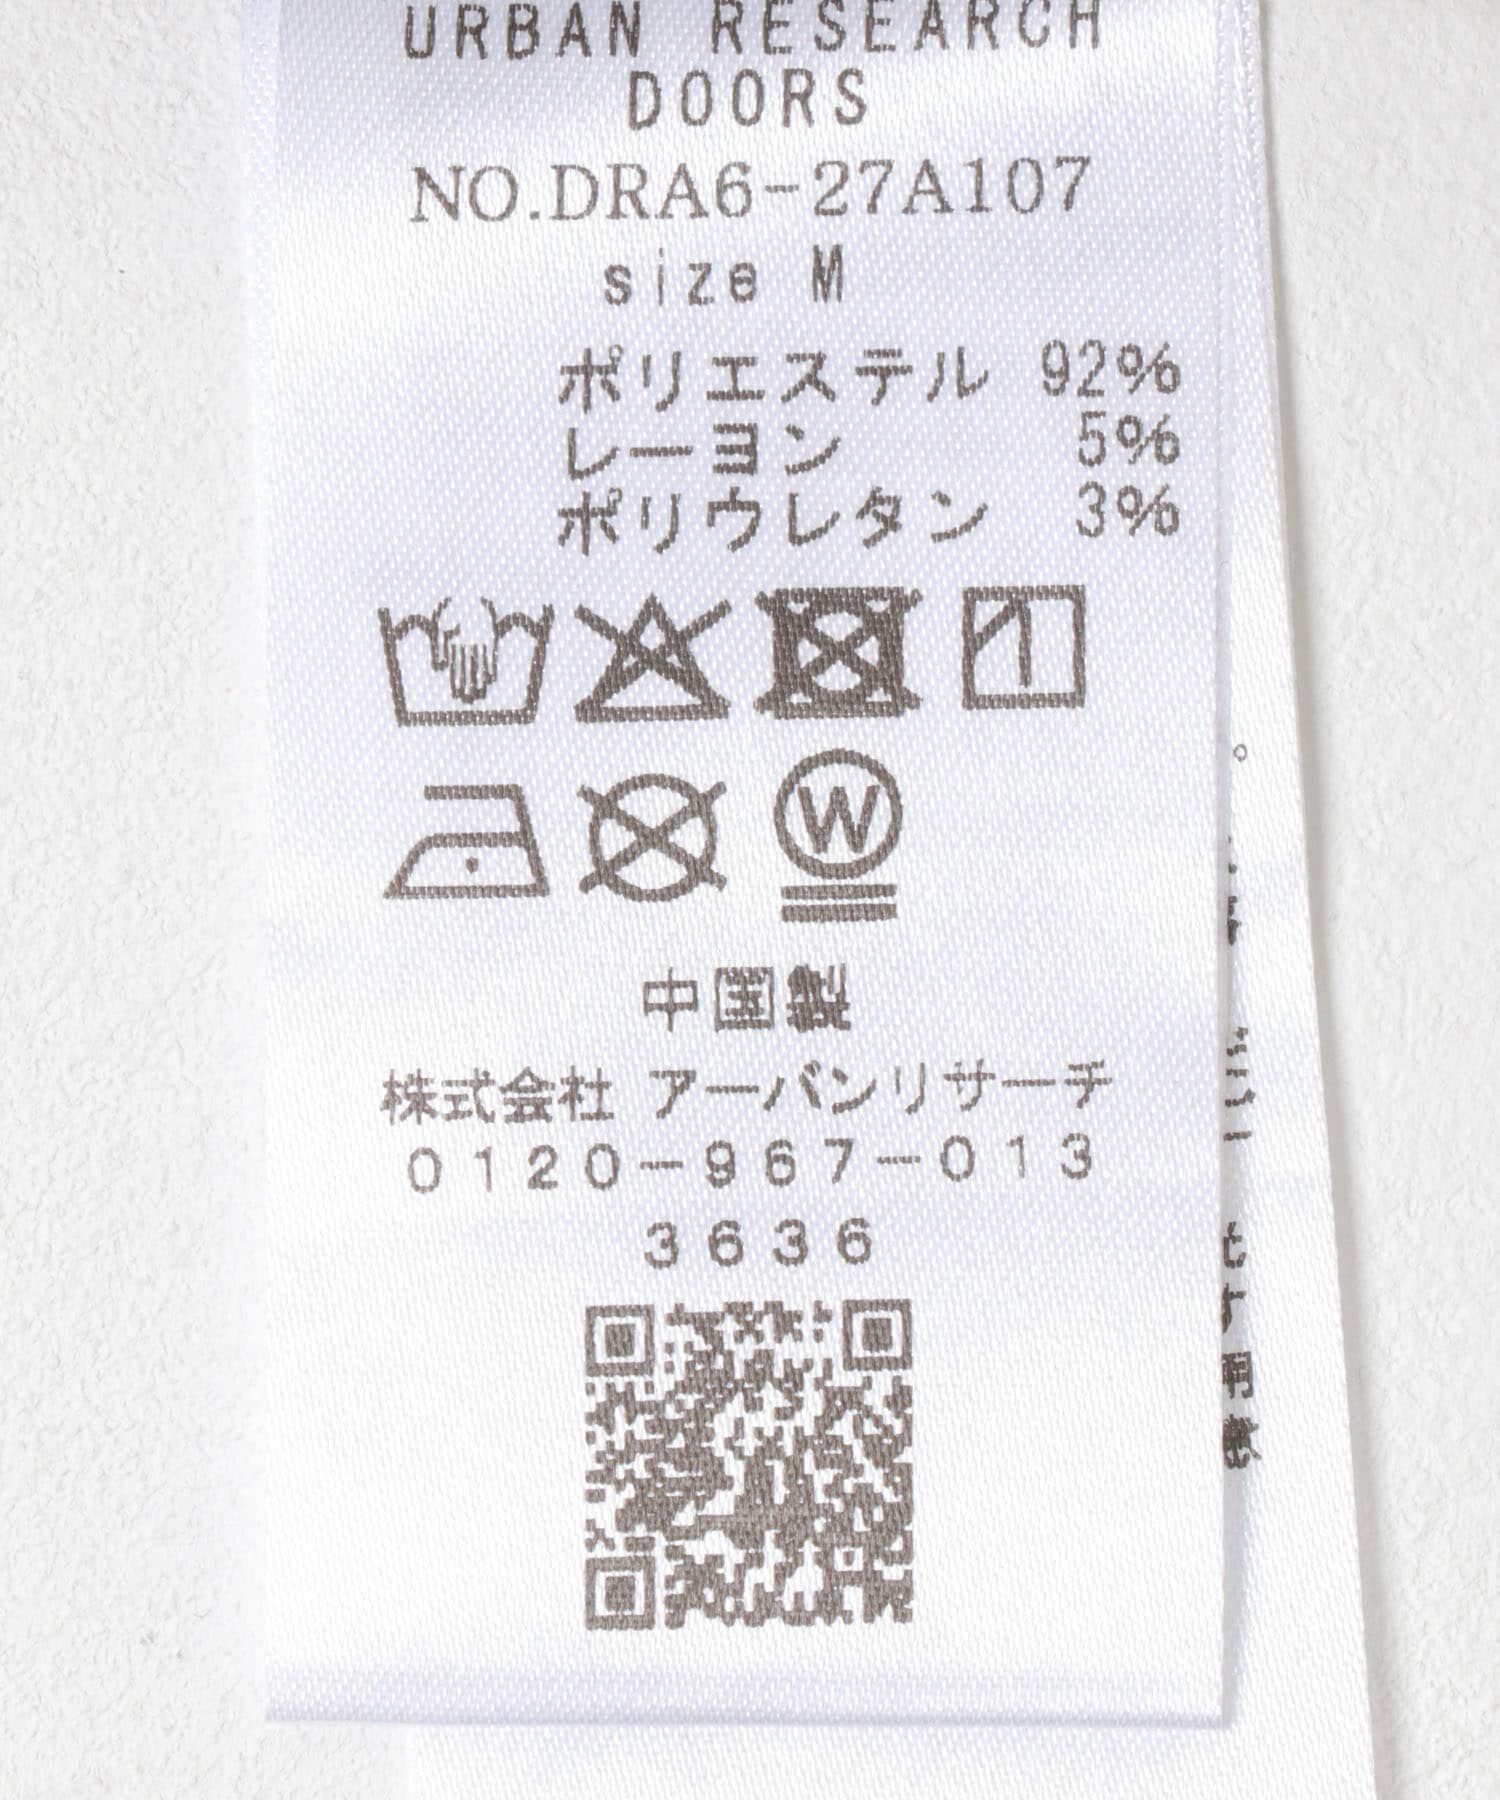 URBAN RESEARCH
DOORS
NO.DRA6-27A107
size M
ポリエステル 92%
レーヨン 5%
ポリウレタン 3%
W
中国製
株式会社 アーバンリサーチ
0120-967-013
3636